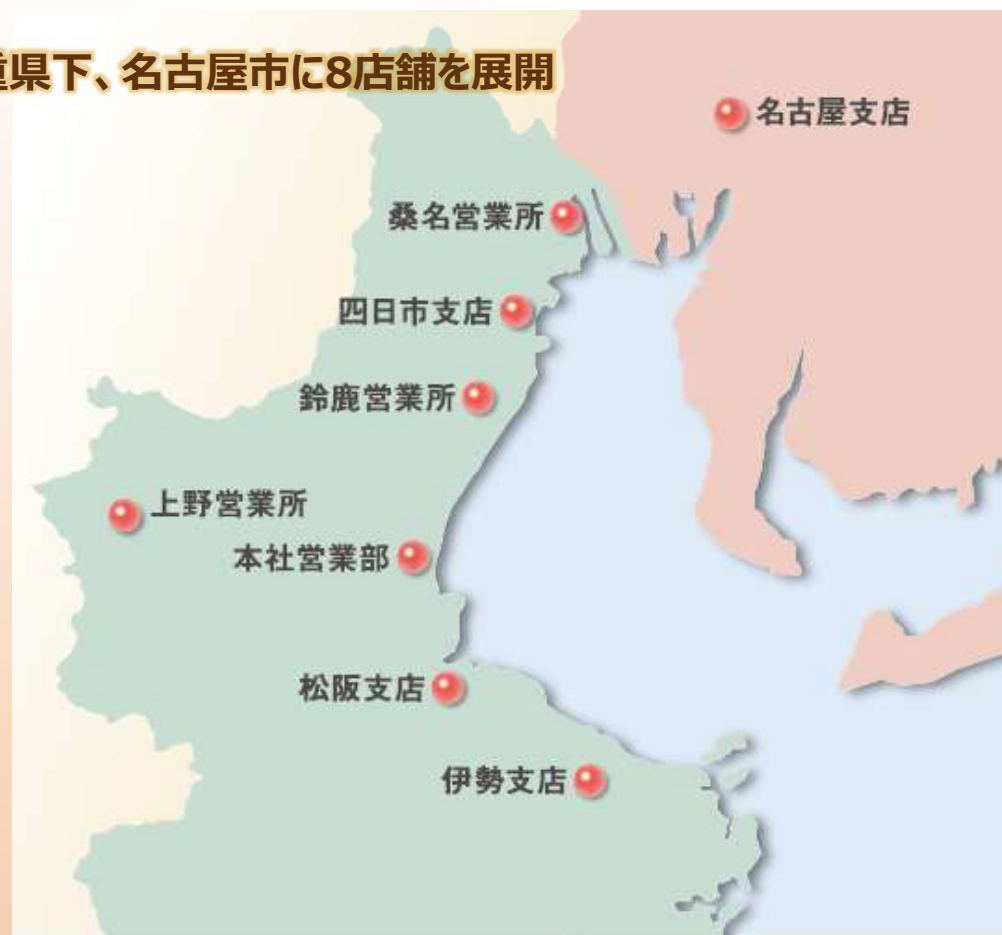 重県下、名古屋市に8店舗を展開
名古屋支店
桑名営業所
四日市支店
鈴鹿営業所
上野営業所
本社営業部
松阪支店
伊勢支店